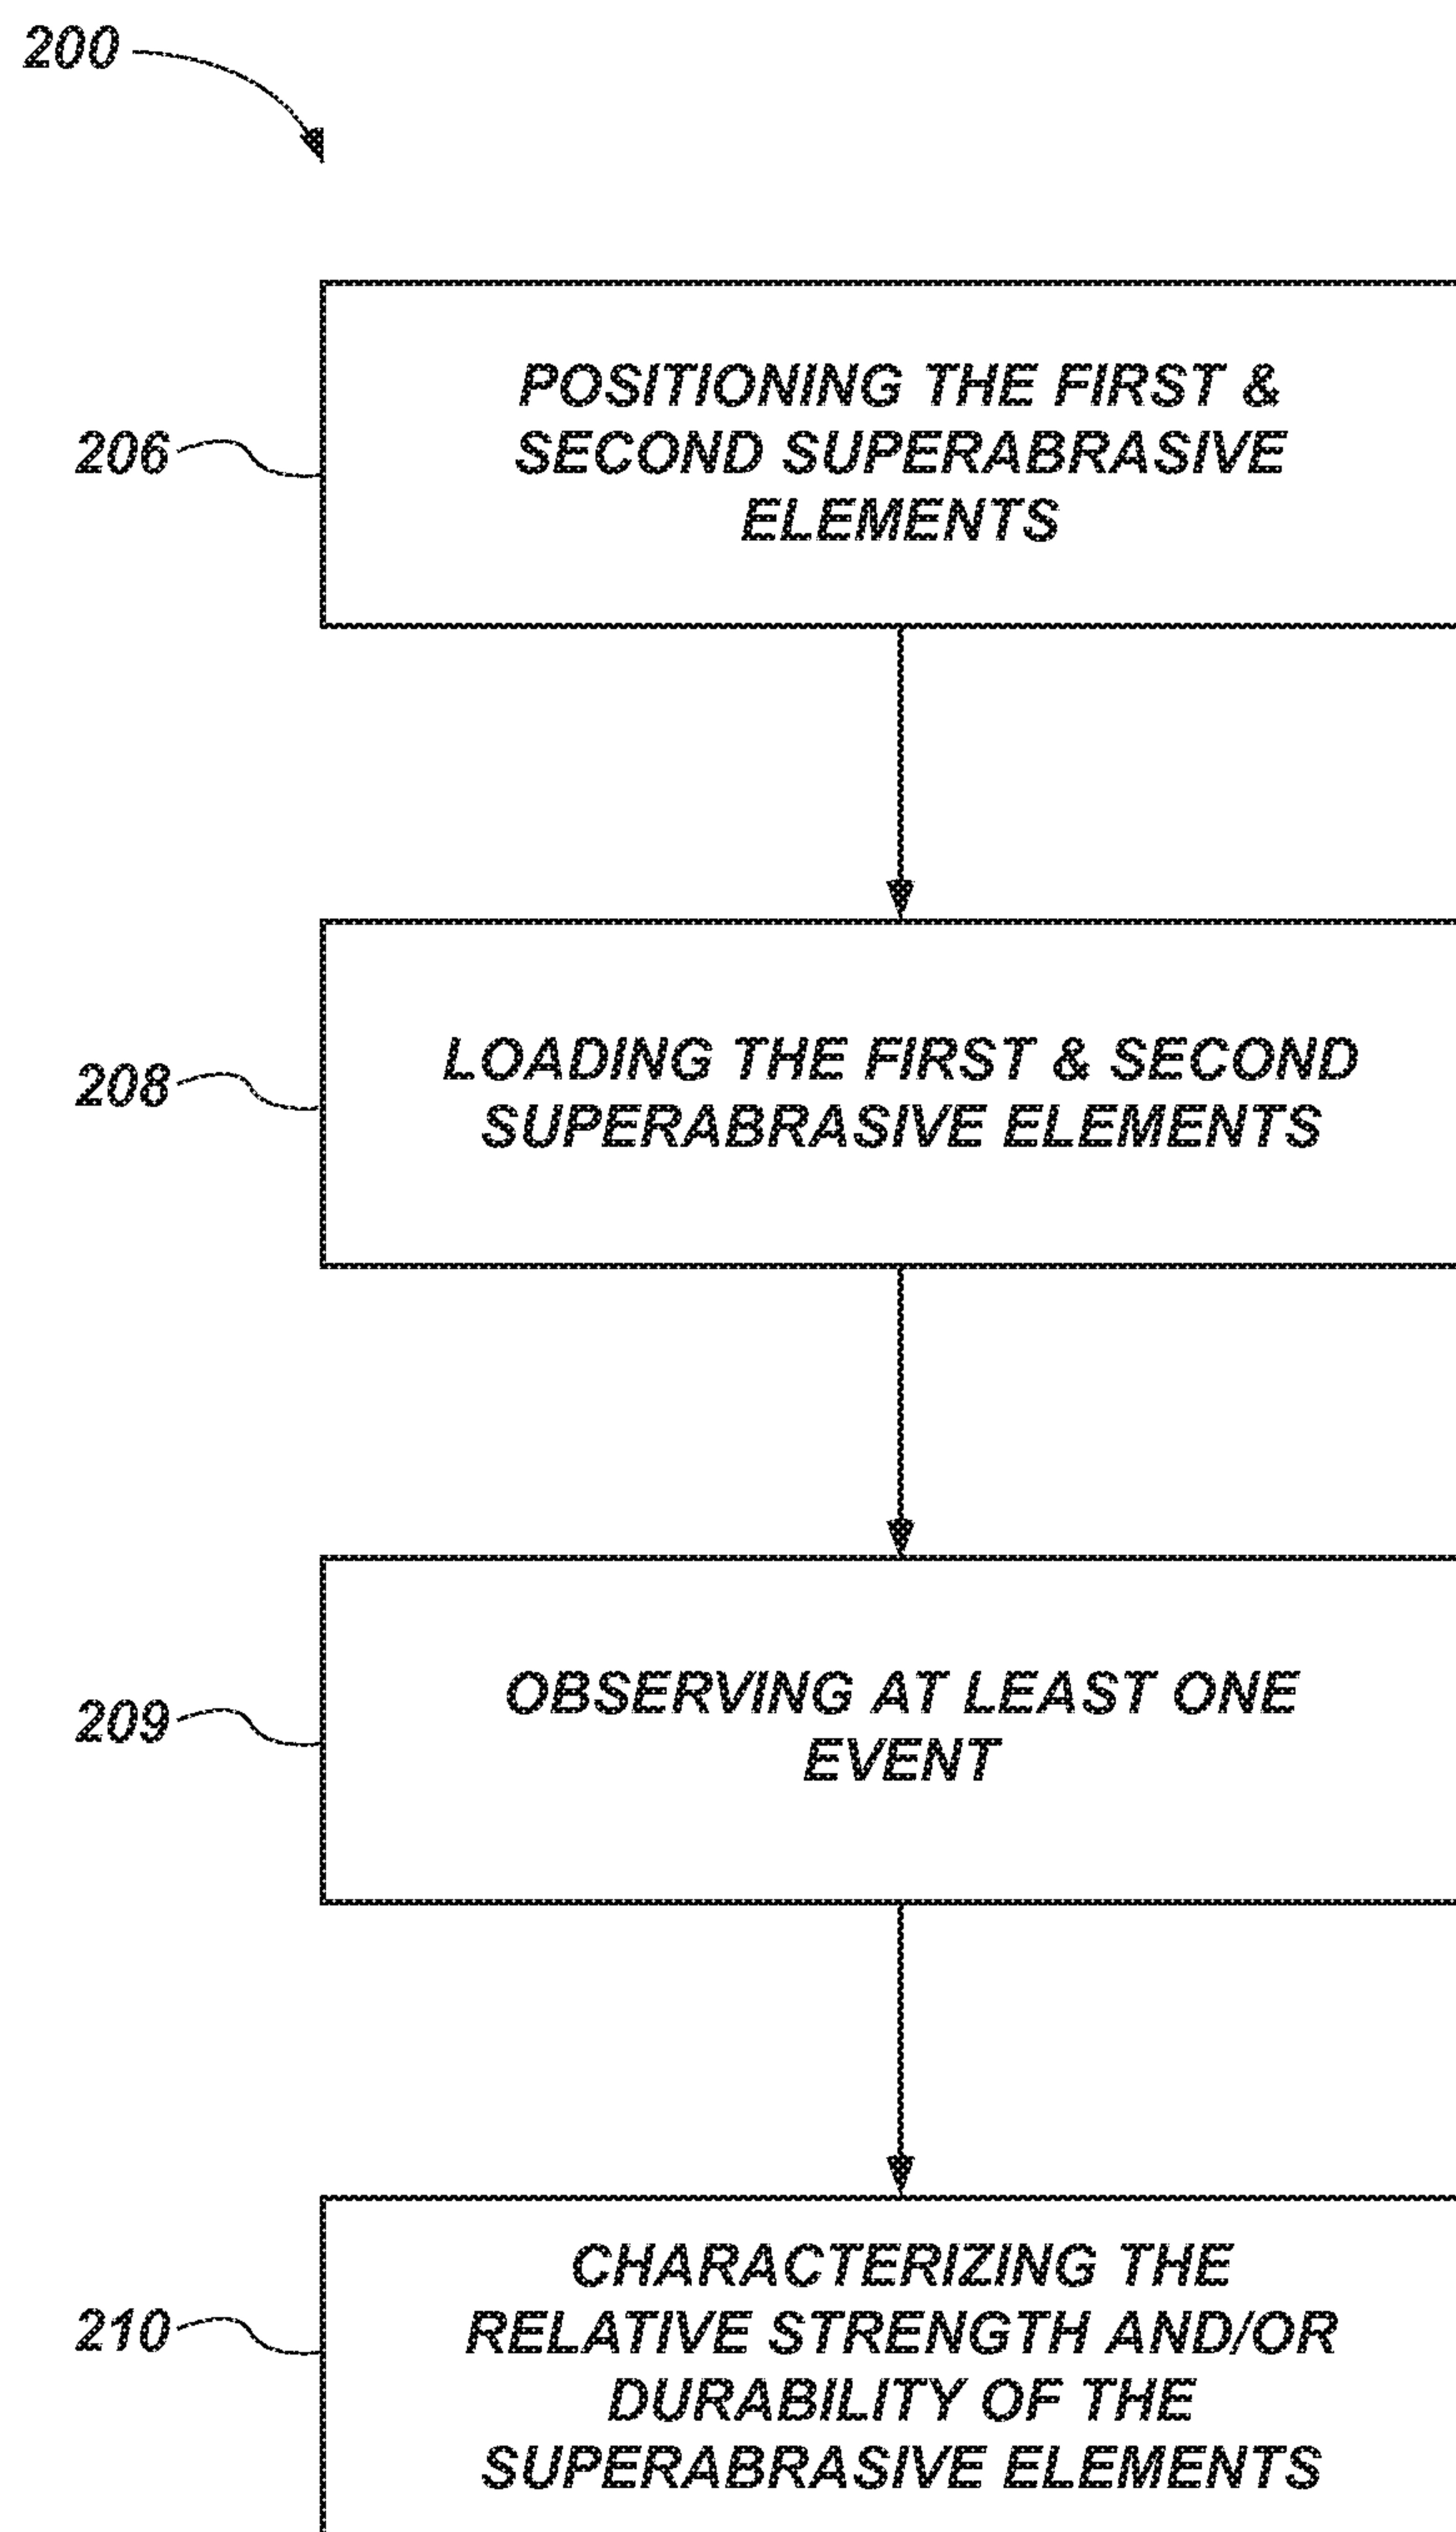 200
206
POSITIONING THE FIRST &
SECOND SUPERABRASIVE
ELEMENTS
208
LOADING THE FIRST & SECOND
SUPERABRASIVE ELEMENTS
209
OBSERVING AT LEAST ONE
EVENT
210
CHARACTERIZING THE
RELATIVE STRENGTH AND/OR
DURABILITY OF THE
SUPERABRASIVE ELEMENTS